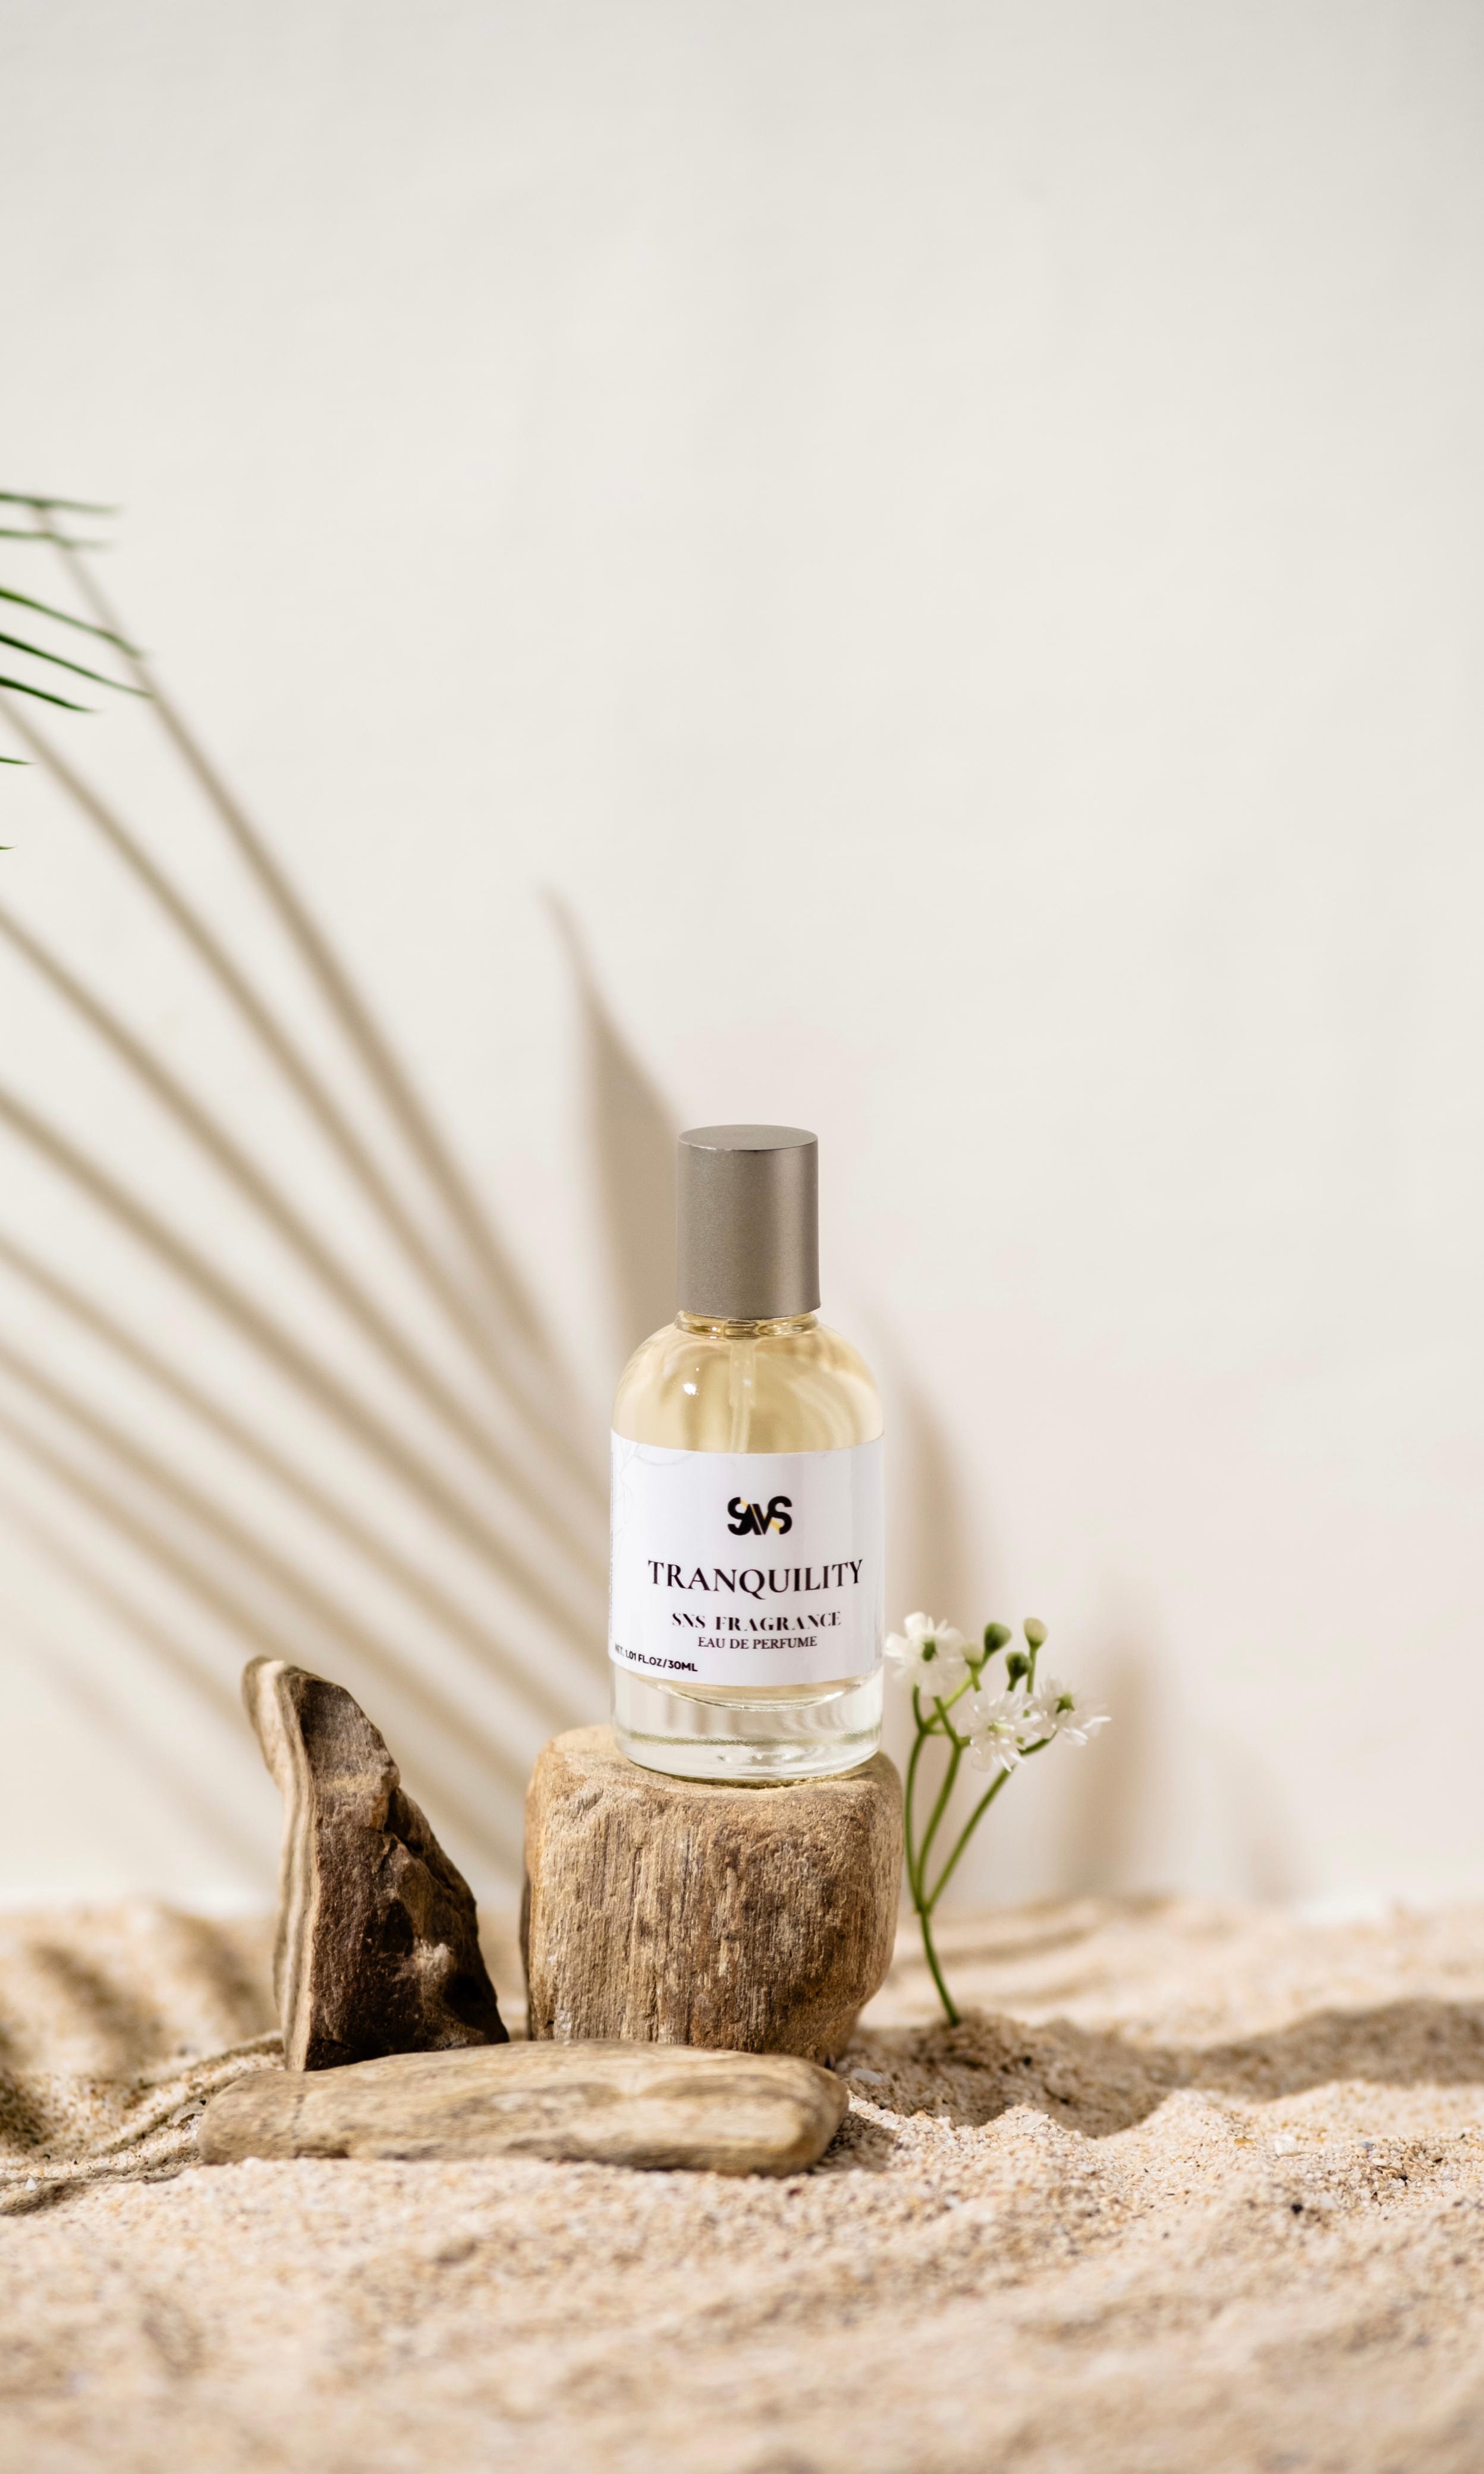 SNS
TRANQUILITY
SNS FRAGRANCE
EAU DE PERFUME
NET. 1.01 FL.OZ/30ML